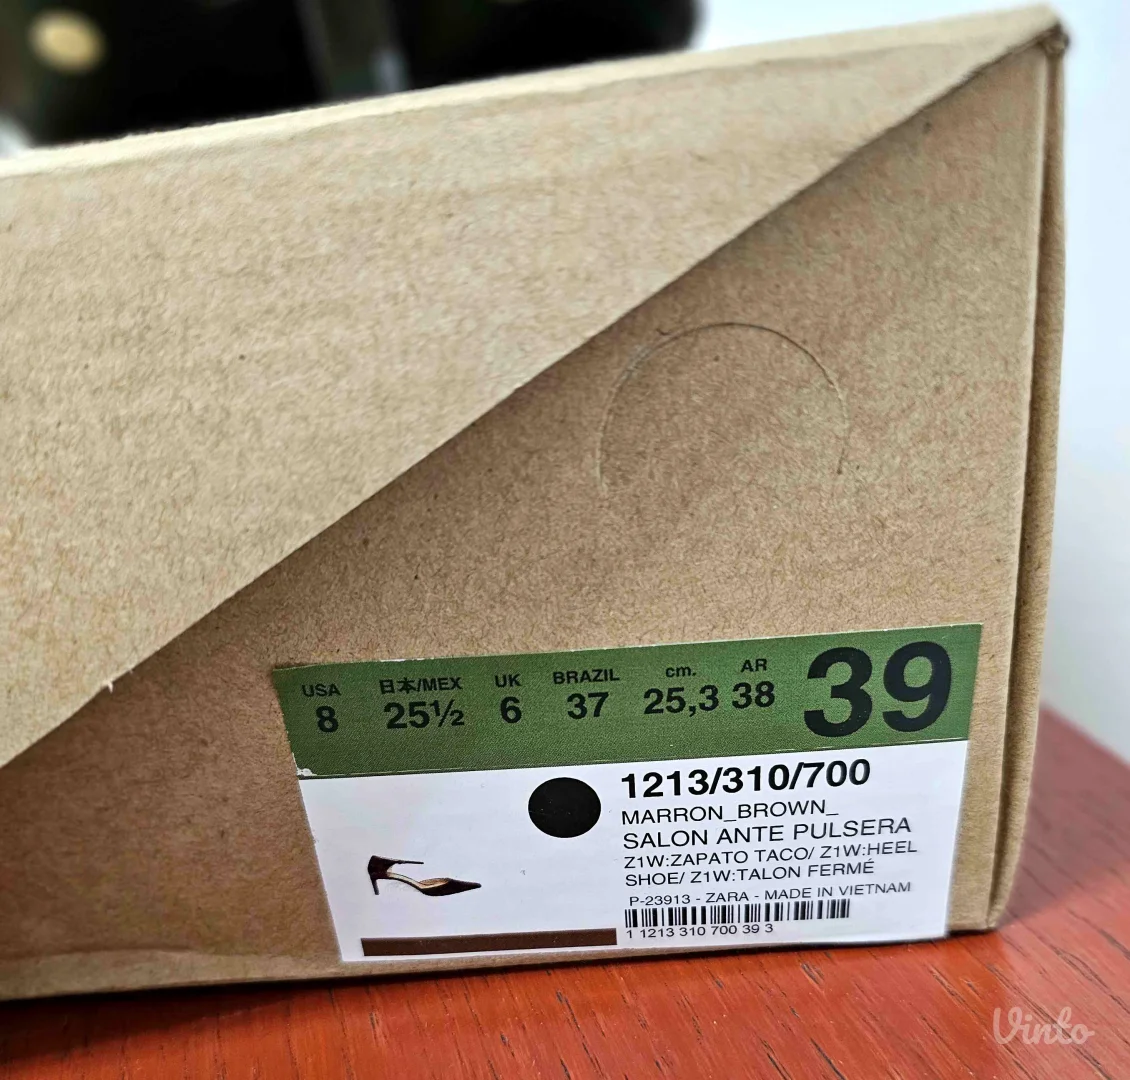 USA 日本/MEX UK BRAZIL cm. AR
8 25½ 6 37 25,3 38 39
1213/310/700
MARRON_BROWN_
SALON ANTE PULSERA
Z1W:ZAPATO TACO/ Z1W:HEEL
SHOE/ Z1W:TALON FERMÉ
P-23913 - ZARA - MADE IN VIETNAM
1 1213 310 700 39 3
Vinto